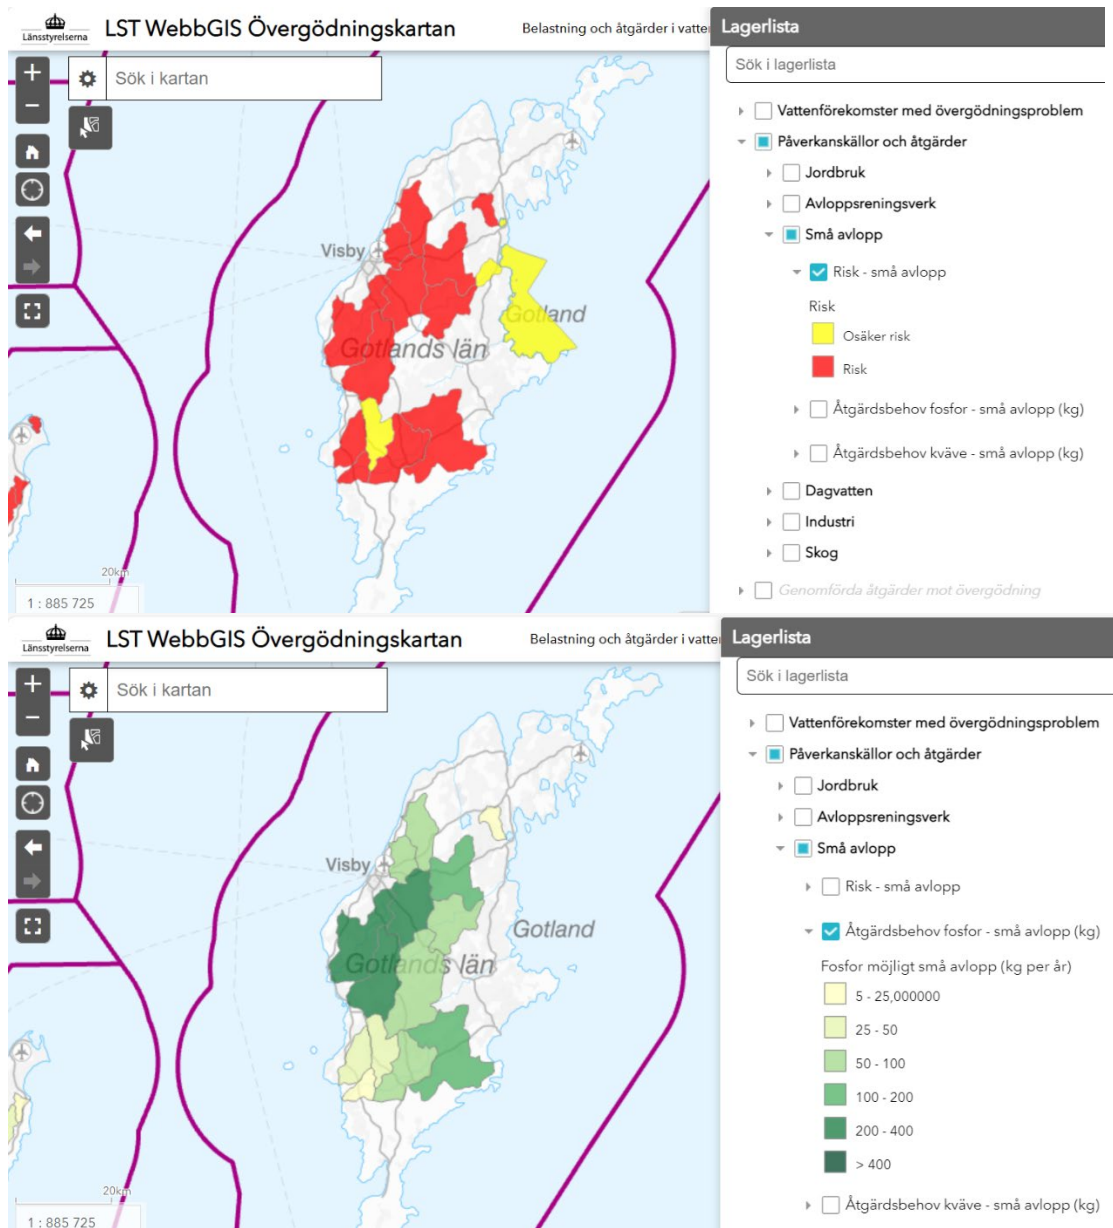 Länsstyrelserna
LST WebbGIS Övergödningskartan
Belastning och åtgärder i vatten
Lagerlista
Sök i kartan
Sök i lagerlista
Vattenförekomster med övergödningsproblem
Påverkanskällor och åtgärder
Jordbruk
Avloppsreningsverk
Små avlopp
Risk - små avlopp
Risk
Osäker risk
Risk
Åtgärdsbehov fosfor - små avlopp (kg)
Åtgärdsbehov kväve - små avlopp (kg)
Dagvatten
Industri
Skog
Genomförda åtgärder mot övergödning
Visby
Gotland
Gotlands län
20km
1 : 885 725
Länsstyrelserna
LST WebbGIS Övergödningskartan
Belastning och åtgärder i vatter
Lagerlista
Sök i kartan
Sök i lagerlista
Vattenförekomster med övergödningsproblem
Påverkanskällor och åtgärder
Jordbruk
Avloppsreningsverk
Små avlopp
Risk - små avlopp
Åtgärdsbehov fosfor - små avlopp (kg)
Fosfor möjligt små avlopp (kg per år)
5 - 25,000000
25 - 50
50 - 100
100 - 200
200 - 400
> 400
Åtgärdsbehov kväve - små avlopp (kg)
Visby
Gotland
Gotlands län
20km
1 : 885 725